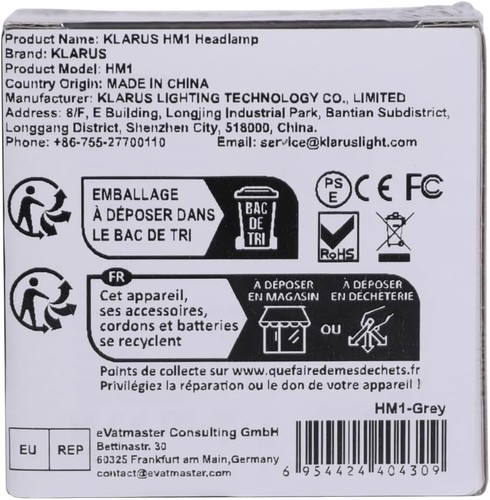 Product Name: KLARUS HM1 Headlamp
Brand: KLARUS
Product Model: HM1
Country Origin: MADE IN CHINA
Manufacturer: KLARUS LIGHTING TECHNOLOGY CO., LIMITED
Address: 8/F, E Building, Longjing Industrial Park, Bantian Subdistrict,
Longgang District, Shenzhen City, 518000, China.
Phone: +86-755-27700110 Email: service@klaruslight.com
EMBALLAGE
À DÉPOSER DANS
LE BAC DE TRI
BAC
DE
TRI
PS
E
CE FC
RoHS
FR
Cet appareil,
ses accessoires,
cordons et batteries
se recyclent
À DÉPOSER
EN MAGASIN
OU
À DÉPOSER
EN DÉCHÈTERIE
Points de collecte sur www.quefairedemesdechets.fr
Privilégiez la réparation ou le don de votre appareil !
HM1-Grey
EU REP
eVatmaster Consulting GmbH
Bettinastr. 30
60325 Frankfurt am Main,Germany
contact@evatmaster.com
6 954424 404309